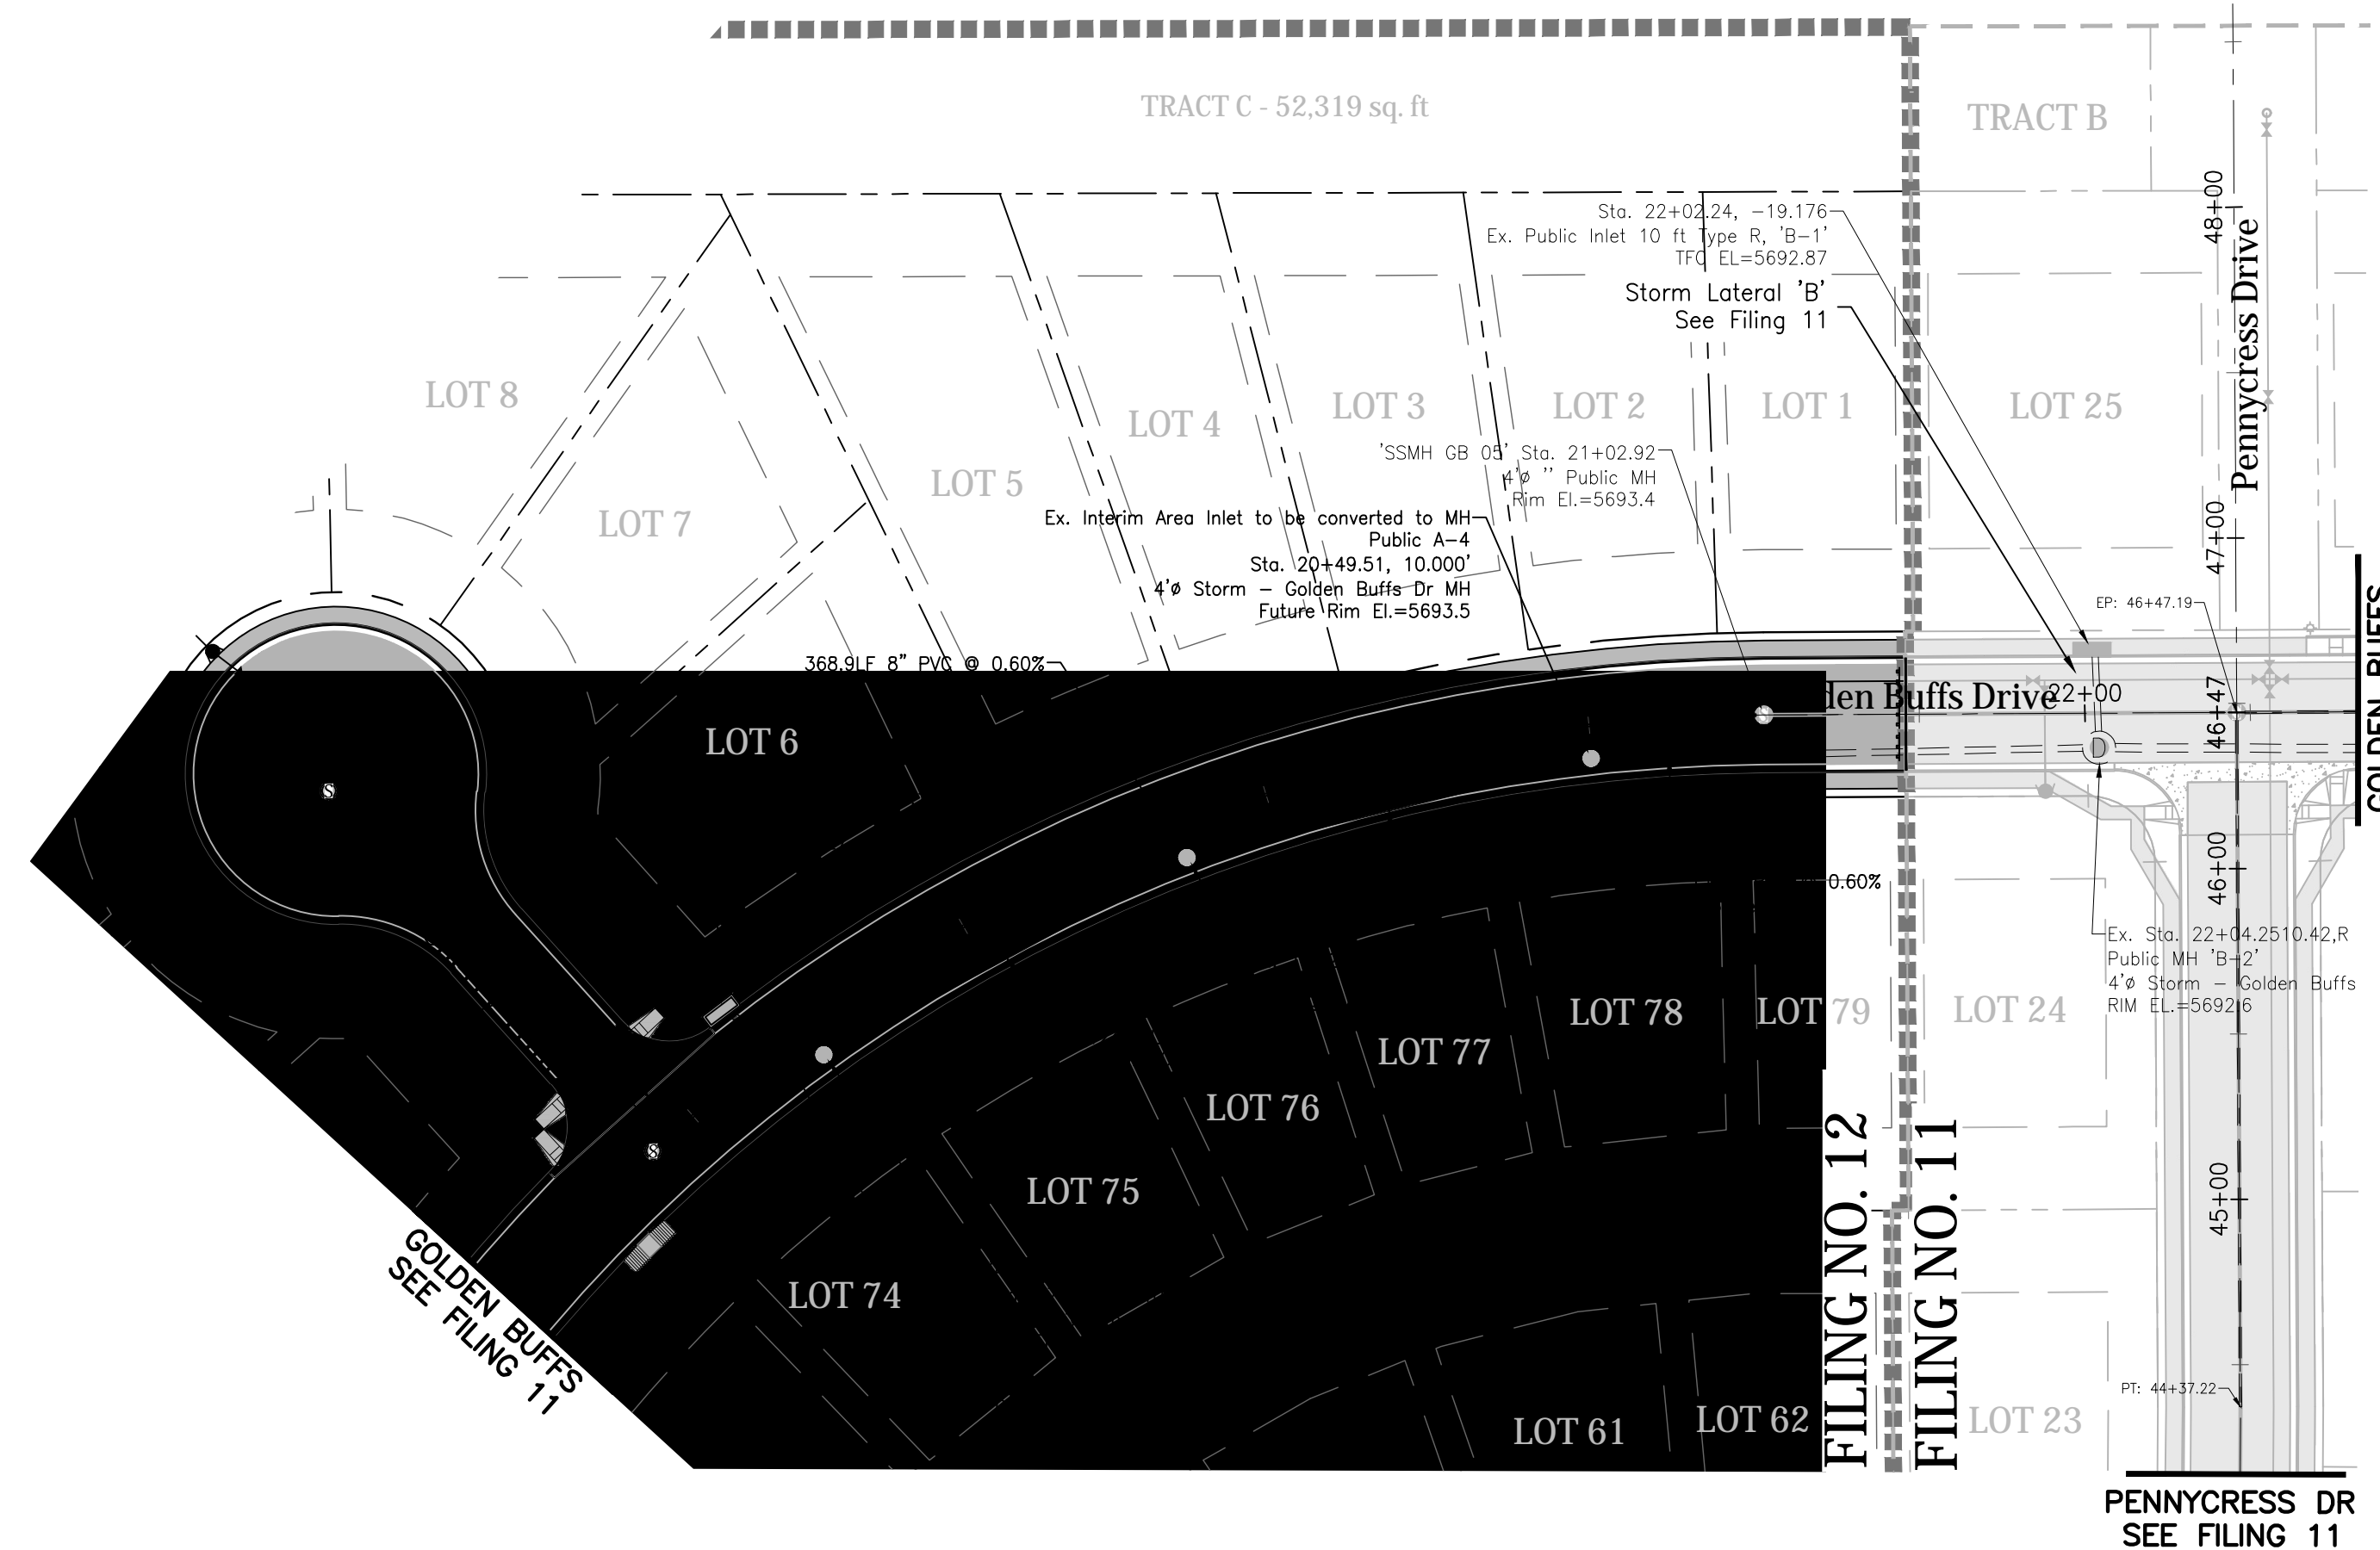 TRACT C - 52,319 sq. ft
TRACT B
48+00
Pennycress Drive
Sta. 22+02.24, -19.176
Ex. Public Inlet 10 ft Type R, 'B-1'
TFC EL=5692.87
Storm Lateral 'B'
See Filing 11
LOT 8
LOT 7
LOT 5
LOT 4
LOT 3
LOT 2
LOT 1
LOT 25
'SSMH GB 05' Sta. 21+02.92
4'ø '' Public MH
Rim El.=5693.4
Ex. Interim Area Inlet to be converted to MH
Public A-4
Sta. 20+49.51, 10.000'
4'ø Storm - Golden Buffs Dr MH
Future Rim El.=5693.5
47+00
EP: 46+47.19
GOLDEN BUFFS
368.9LF 8" PVC @ 0.60%
den Buffs Drive
22+00
46+47
LOT 6
S
S
D
46+00
0.60%
Ex. Sta. 22+04.2510.42,R
Public MH 'B-2'
4'ø Storm - Golden Buffs
RIM EL.=5692.6
LOT 79
LOT 78
LOT 77
LOT 76
LOT 75
LOT 74
LOT 24
S
45+00
FILING NO. 12
FILING NO. 11
GOLDEN BUFFS
SEE FILING 11
LOT 61
LOT 62
LOT 23
PT: 44+37.22
PENNYCRESS DR
SEE FILING 11